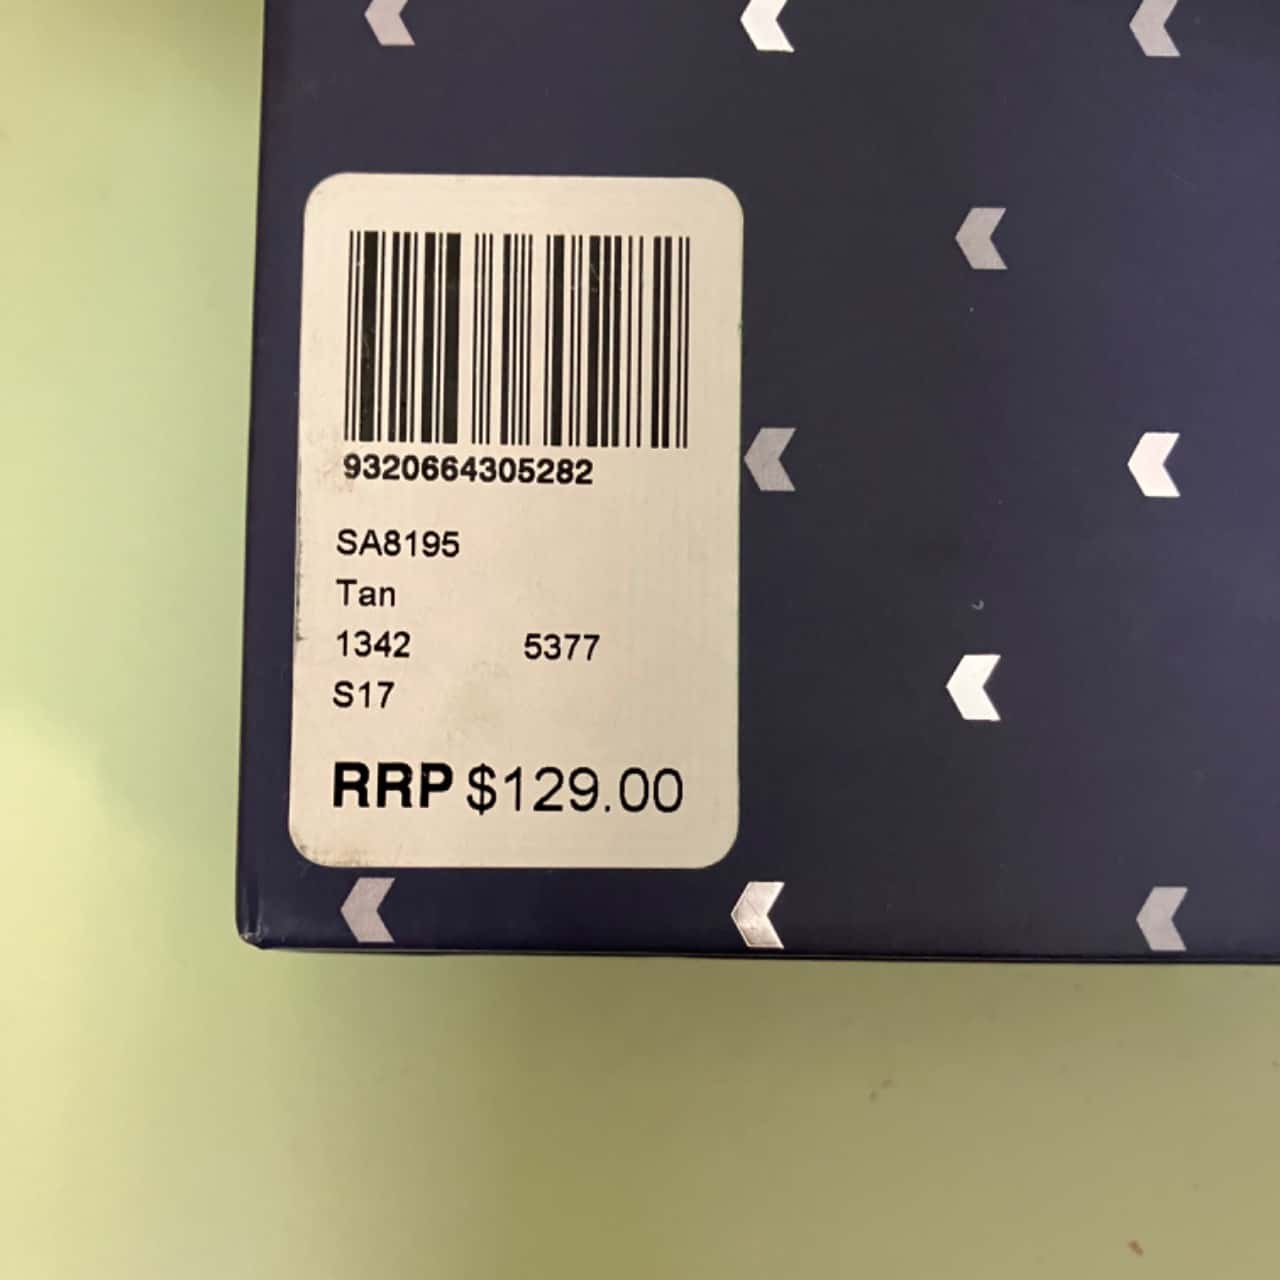 9320664305282
SA8195
Tan
1342 5377
S17
RRP $129.00